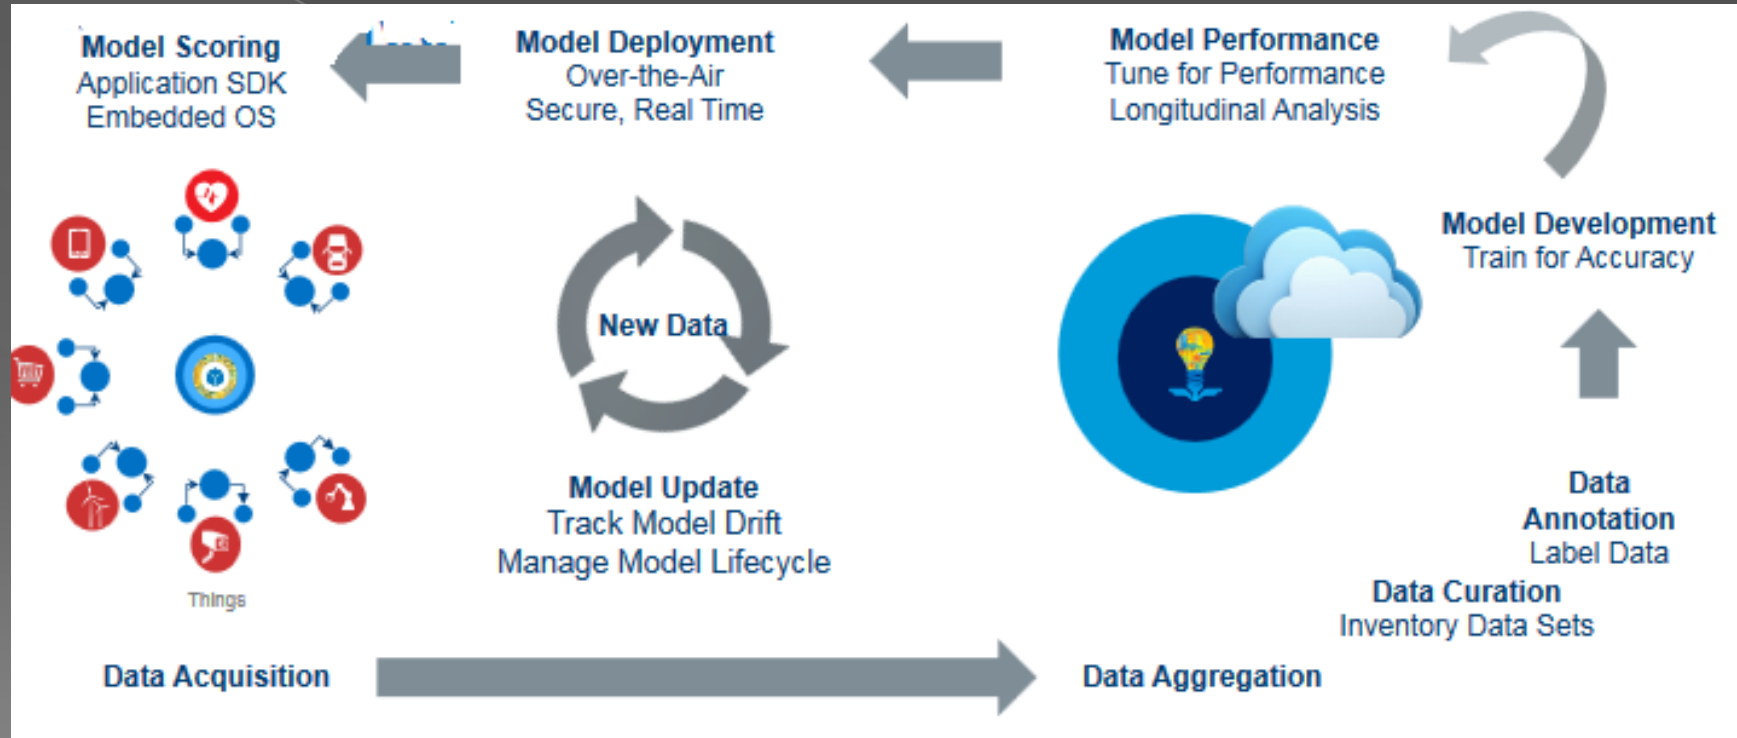 Model Scoring
Application SDK
Embedded OS
Model Deployment
Over-the-Air
Secure, Real Time
Model Performance
Tune for Performance
Longitudinal Analysis
Model Development
Train for Accuracy
New Data
Model Update
Track Model Drift
Manage Model Lifecycle
Data
Annotation
Label Data
Data Curation
Inventory Data Sets
Things
Data Acquisition
Data Aggregation